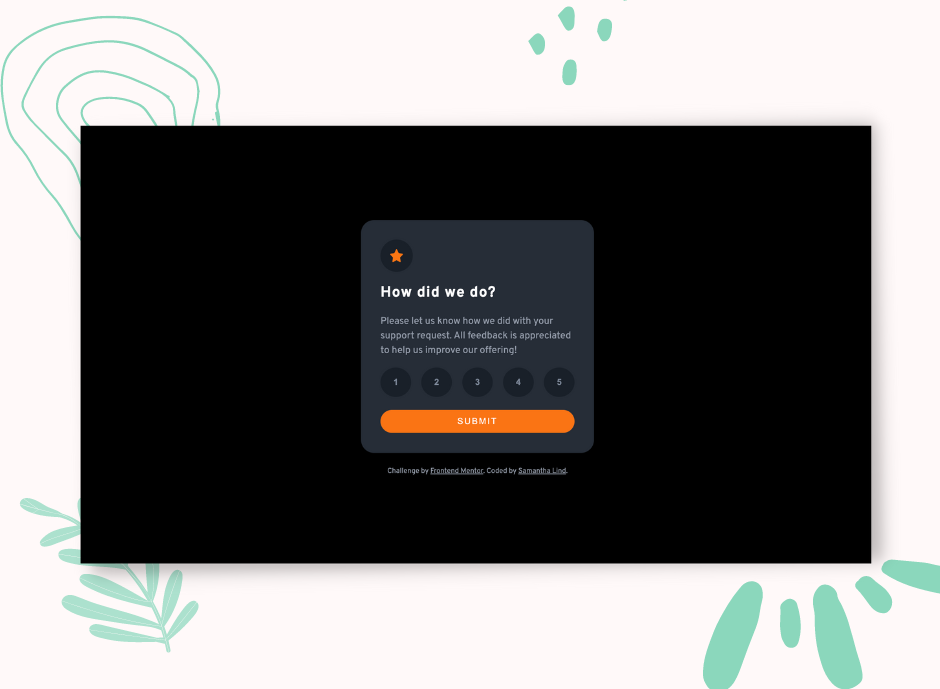 How did we do?
Please let us know how we did with your
support request. All feedback is appreciated
to help us improve our offering!
1 2 3 4 5
SUBMIT
Challenge by Frontend Mentor. Coded by Samantha Lind.